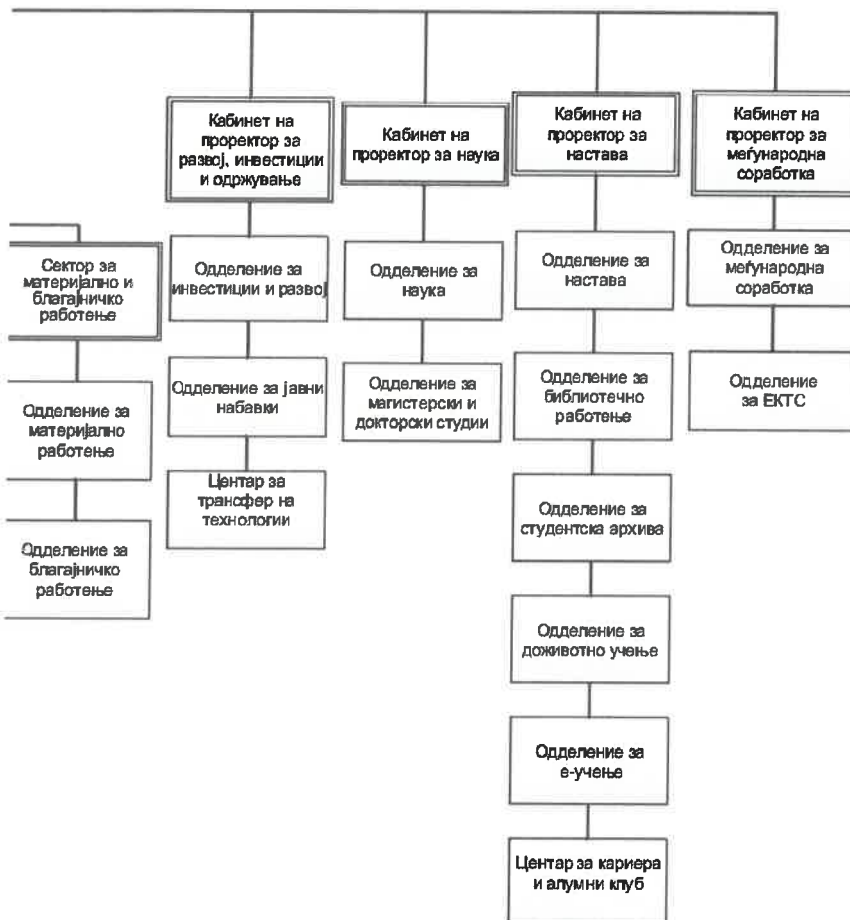 Кабинет на
проректор за
развој, инвестиции
и одржување
Кабинет на
проректор за наука
Кабинет на
проректор за
настава
Кабинет на
проректор за
меѓународна
соработка
Сектор за
материјално и
благајничко
работење
Одделение за
инвестиции и развој
Одделение за
наука
Одделение за
настава
Одделение за
меѓународна
соработка
Одделение за
материјално
работење
Одделение за јавни
набавки
Одделение за
магистерски и
докторски студии
Одделение за
библиотечно
работење
Одделение
за ЕКТС
Одделение за
благајничко
работење
Центар за
трансфер на
технологии
Одделение за
студентска архива
Одделение за
доживотно учење
Одделение за
е-учење
Центар за кариера
и алумни клуб